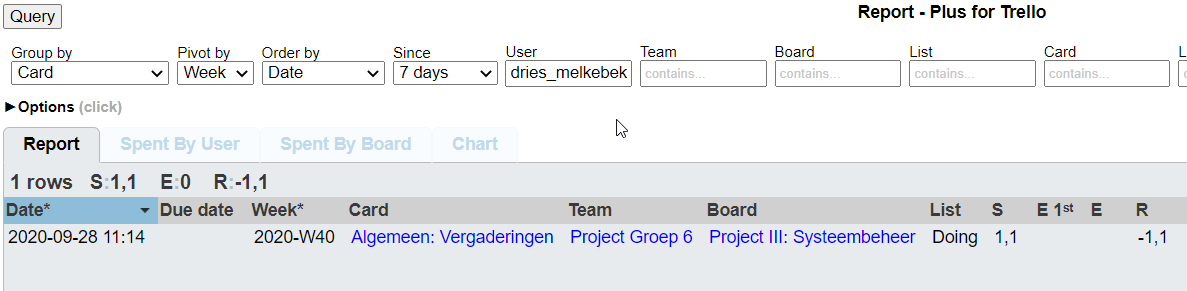 Query
Report - Plus for Trello
Group by Pivot by Order by Since User Team Board List Card L
Card Week Date 7 days dries_melkebek contains... contains... contains... contains...
Options (click)
Report Spent By User Spent By Board Chart
1 rows S:1,1 E:0 R:-1,1
Date* Due date Week* Card Team Board List S E 1st E R
2020-09-28 11:14 2020-W40 Algemeen: Vergaderingen Project Groep 6 Project III: Systeembeheer Doing 1,1 -1,1